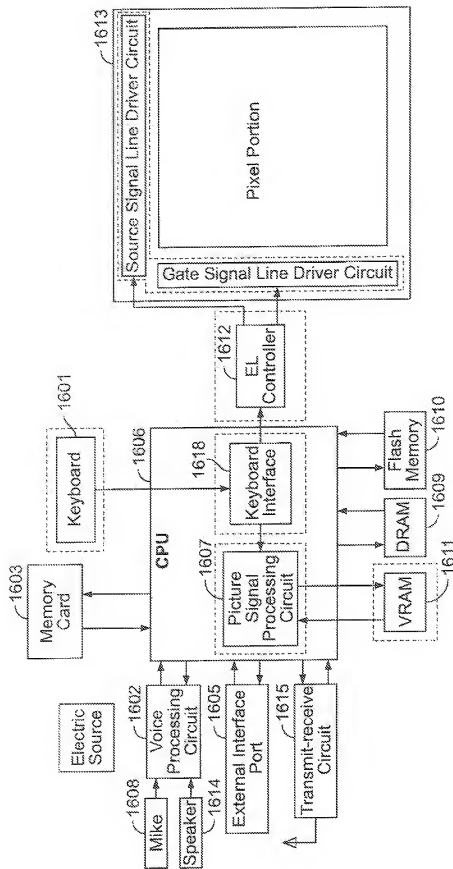 1613
Source Signal Line Driver Circuit
Gate Signal Line Driver Circuit
Pixel Portion
1612
EL
Controller
1601
Keyboard
1606
CPU
1618
Keyboard
Interface
1607
Picture
Signal
Processing
Circuit
1603
Memory
Card
Electric
Source
1602
Voice
Processing
Circuit
1608
Mike
Speaker
1614
1605
External Interface
Port
1615
Transmit-receive
Circuit
VRAM
1611
DRAM
1609
Flash
Memory
1610